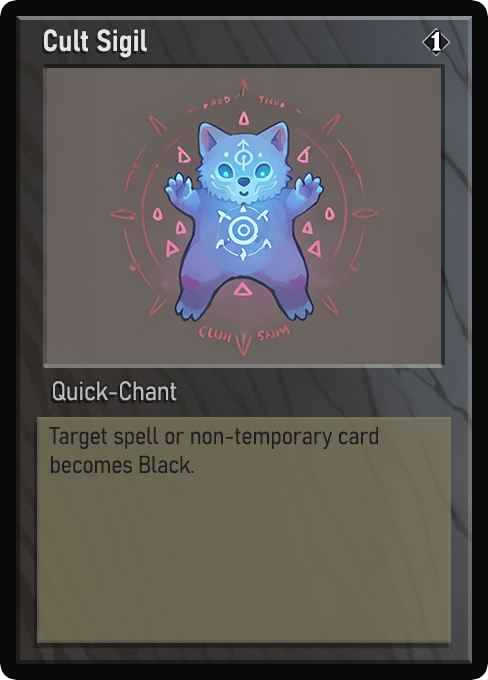 Cult Sigil
1
Quick-Chant
Target spell or non-temporary card
becomes Black.